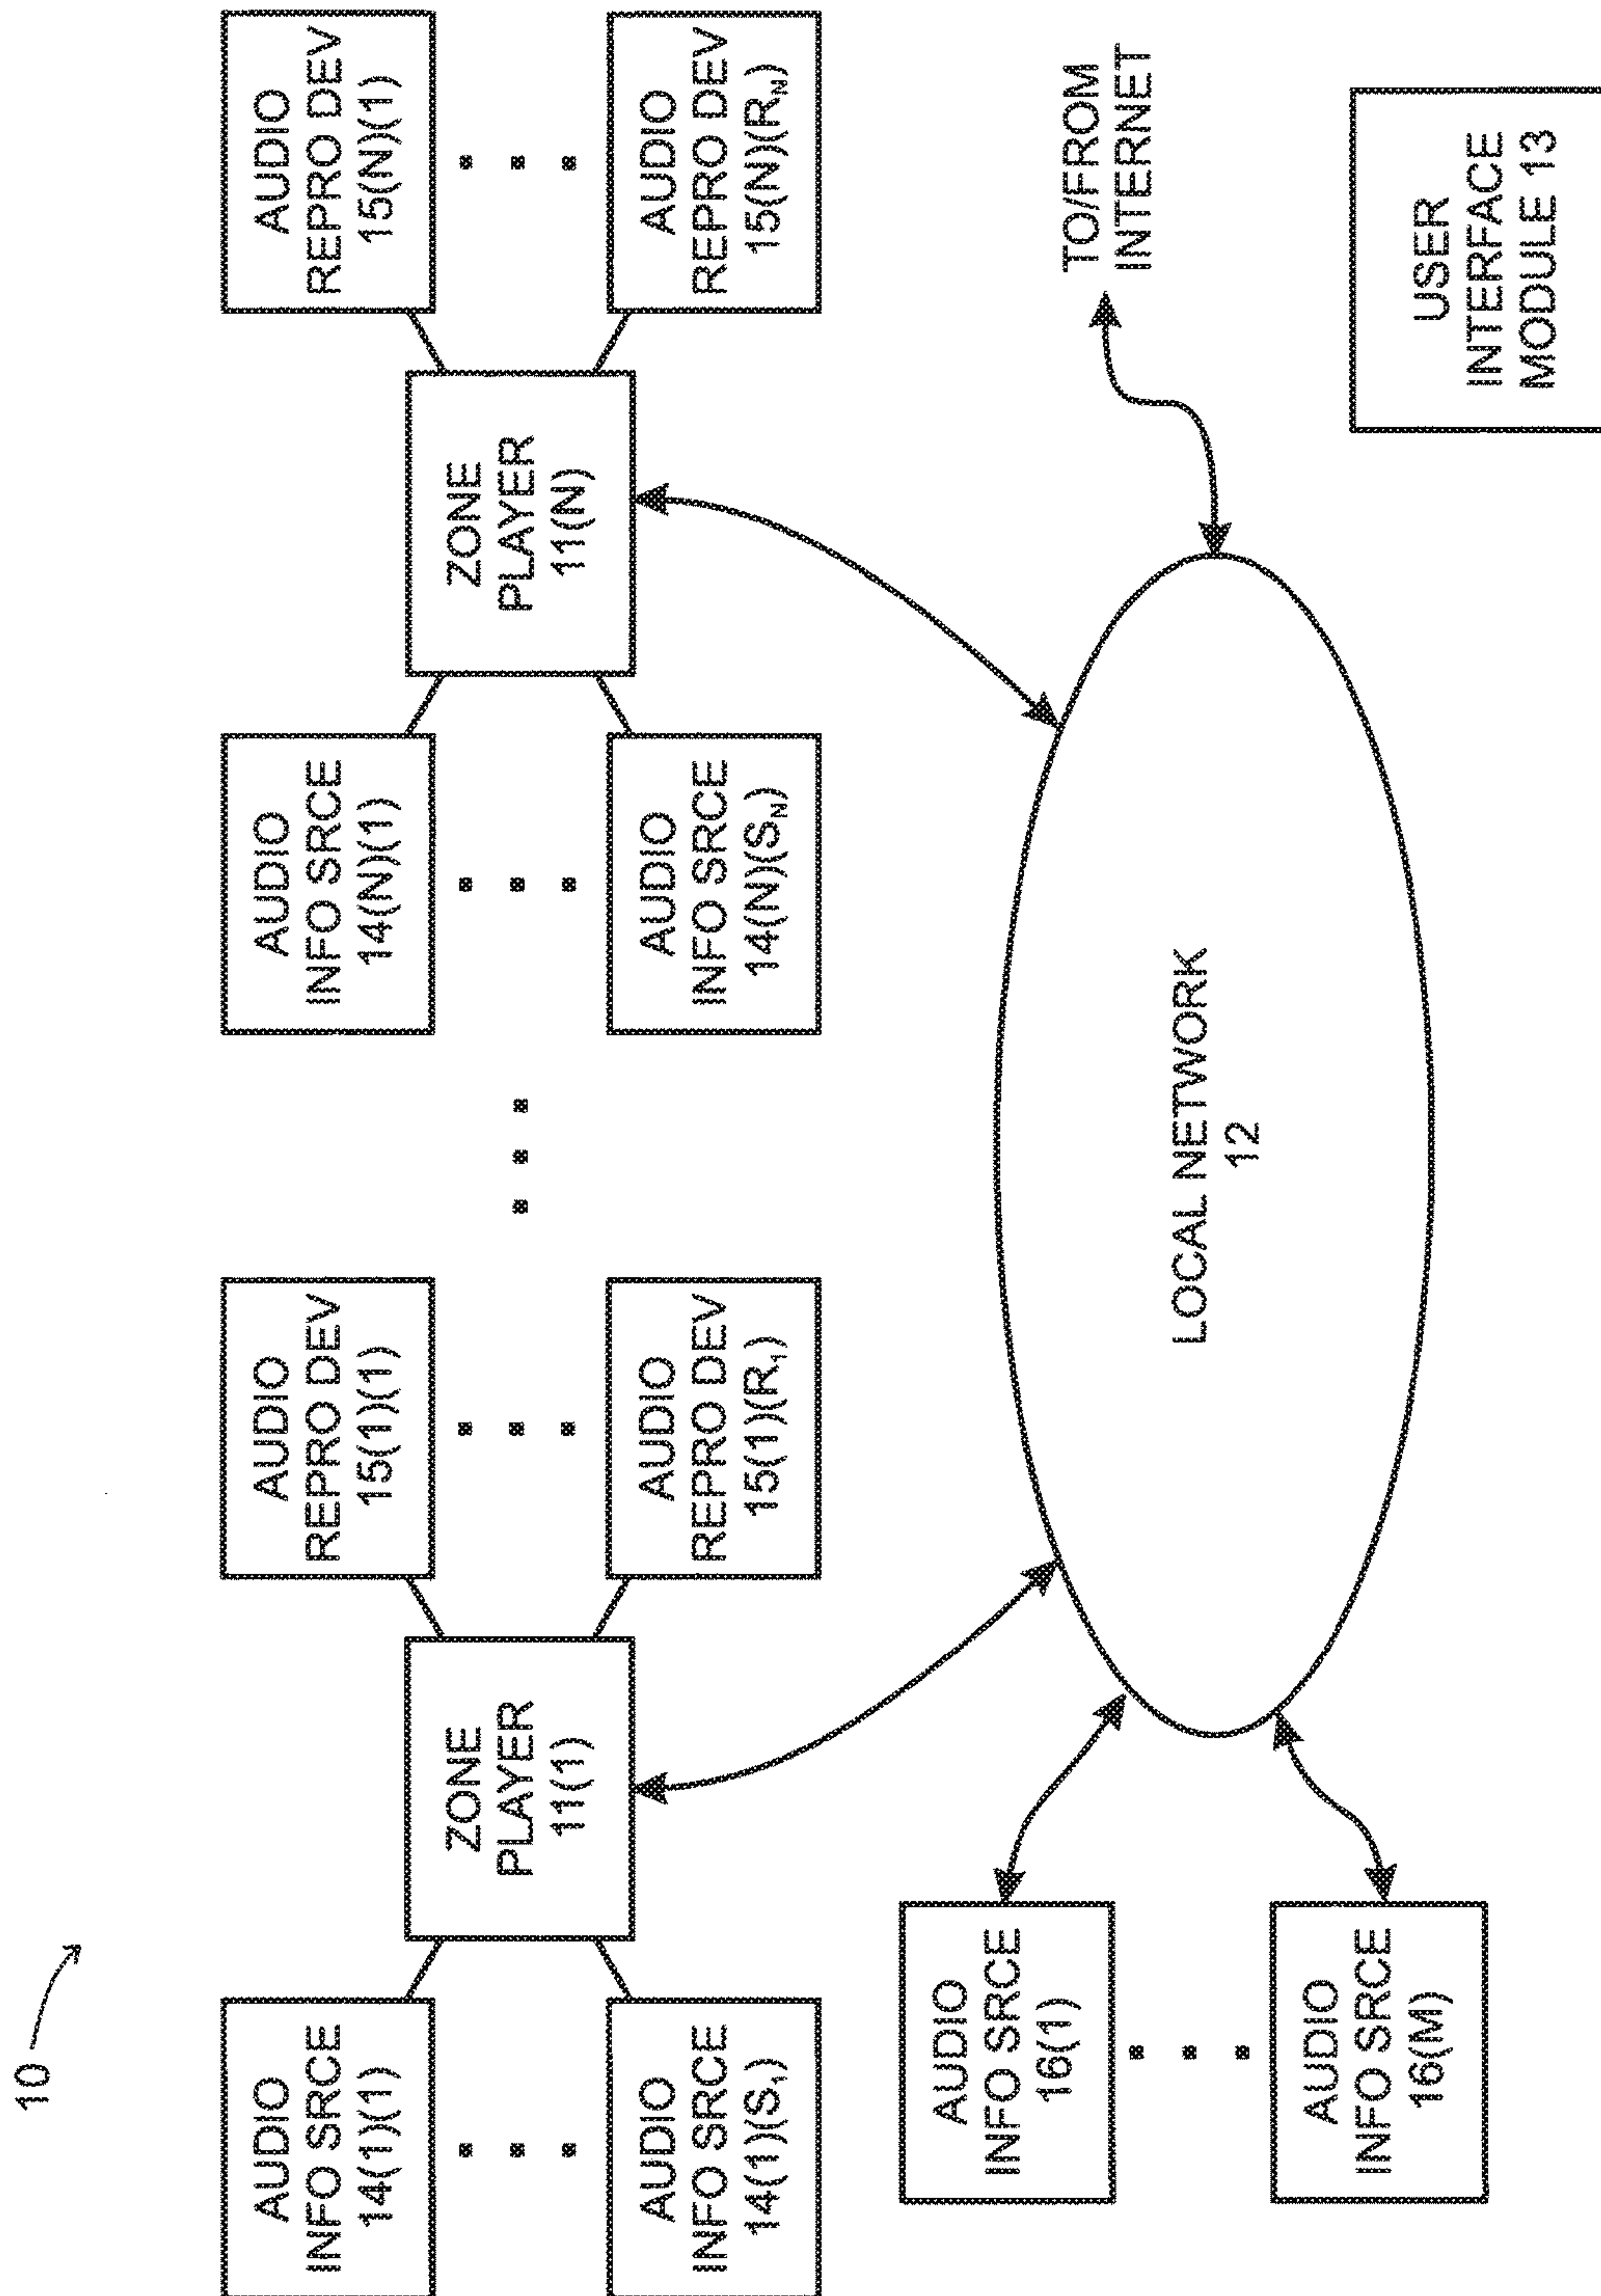 10
AUDIO
INFO SRCE
14(1)(1)
AUDIO
INFO SRCE
14(1)(S₁)
ZONE
PLAYER
11(1)
AUDIO
REPRO DEV
15(1)(1)
AUDIO
REPRO DEV
15(1)(R₁)
AUDIO
INFO SRCE
14(N)(1)
AUDIO
INFO SRCE
14(N)(S_N)
ZONE
PLAYER
11(N)
AUDIO
REPRO DEV
15(N)(1)
AUDIO
REPRO DEV
15(N)(R_N)
AUDIO
INFO SRCE
16(1)
AUDIO
INFO SRCE
16(M)
LOCAL NETWORK
12
TO/FROM
INTERNET
USER
INTERFACE
MODULE 13